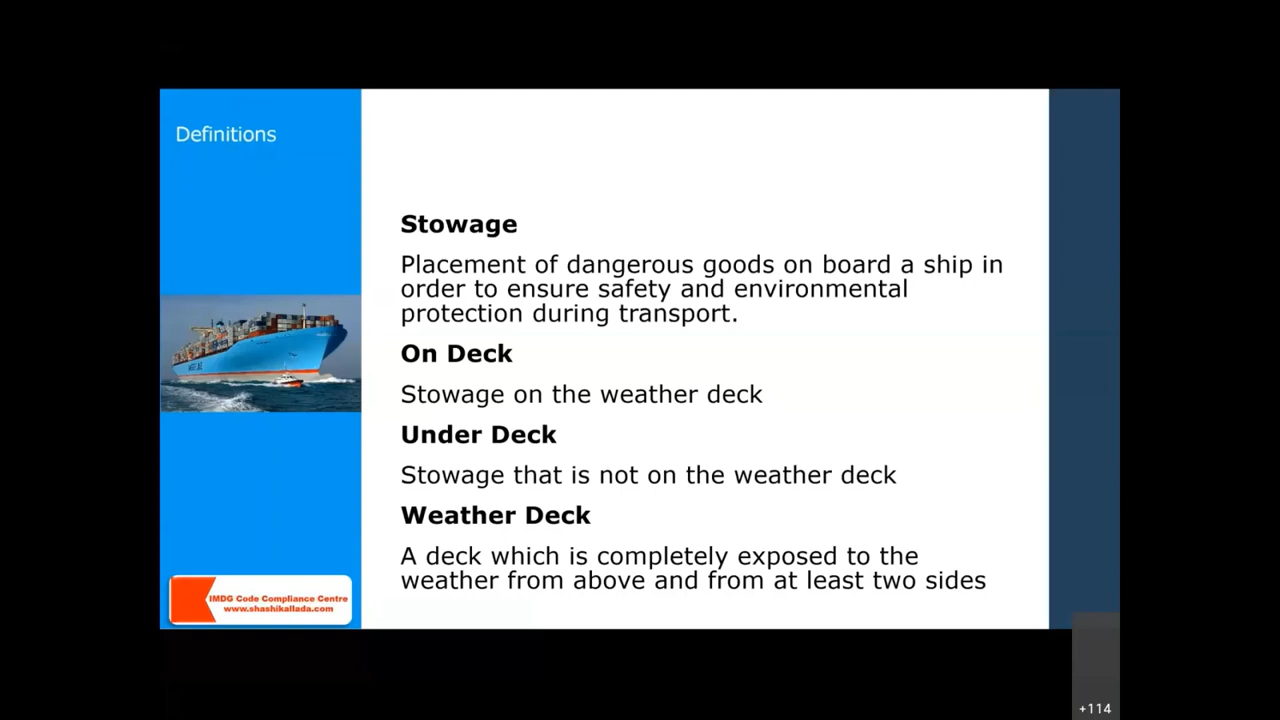 Definitions
Stowage
Placement of dangerous goods on board a ship in
order to ensure safety and environmental
protection during transport.
On Deck
Stowage on the weather deck
Under Deck
Stowage that is not on the weather deck
Weather Deck
A deck which is completely exposed to the
weather from above and from at least two sides
IMDG Code Compliance Centre
www.shashikallada.com
+114